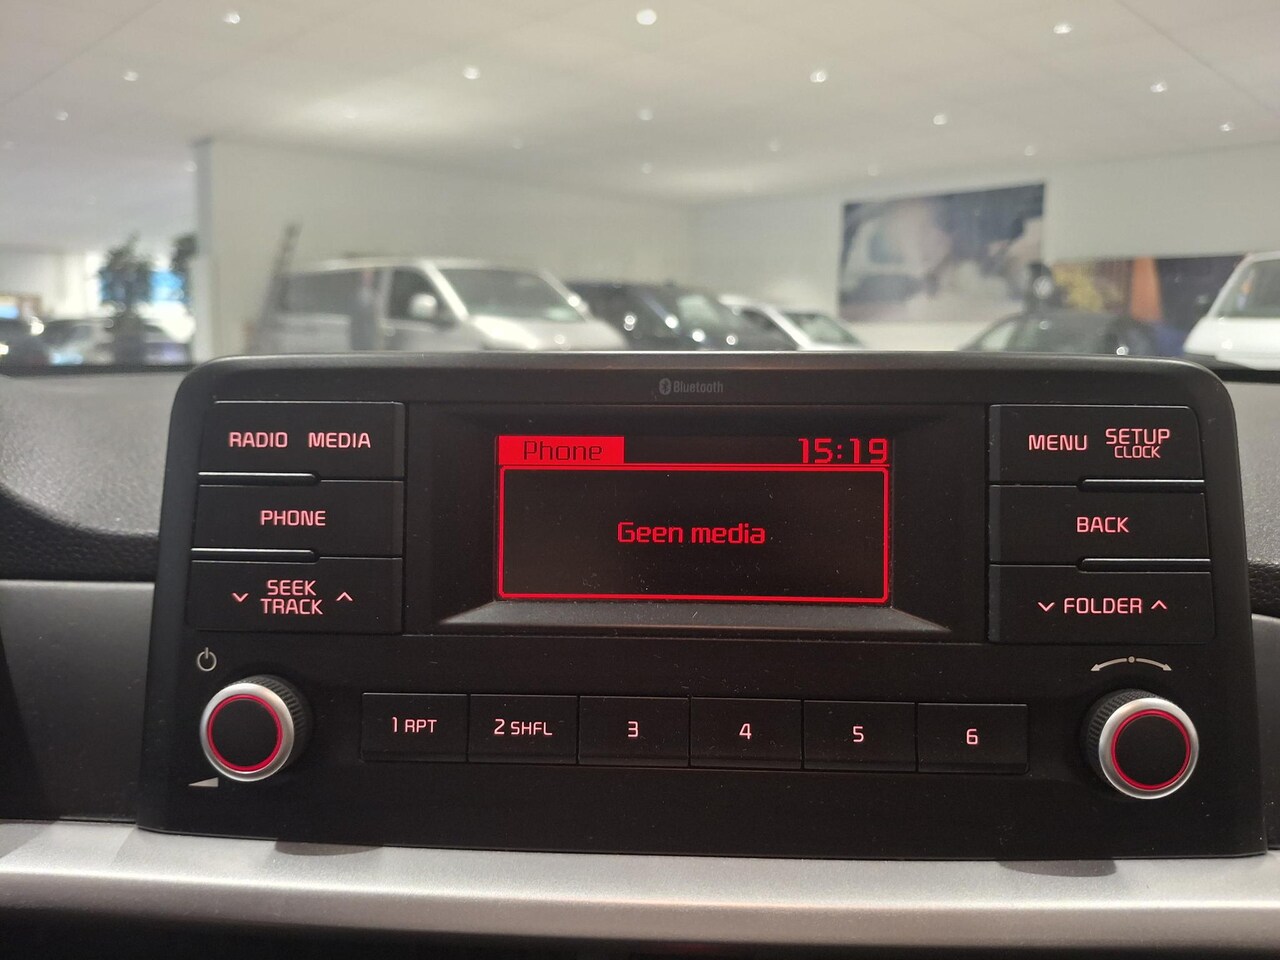 Bluetooth
RADIO MEDIA
PHONE
SEEK
TRACK
Phone 15:19
Geen media
MENU SETUP
CLOCK
BACK
FOLDER
1 RPT 2 SHFL 3 4 5 6